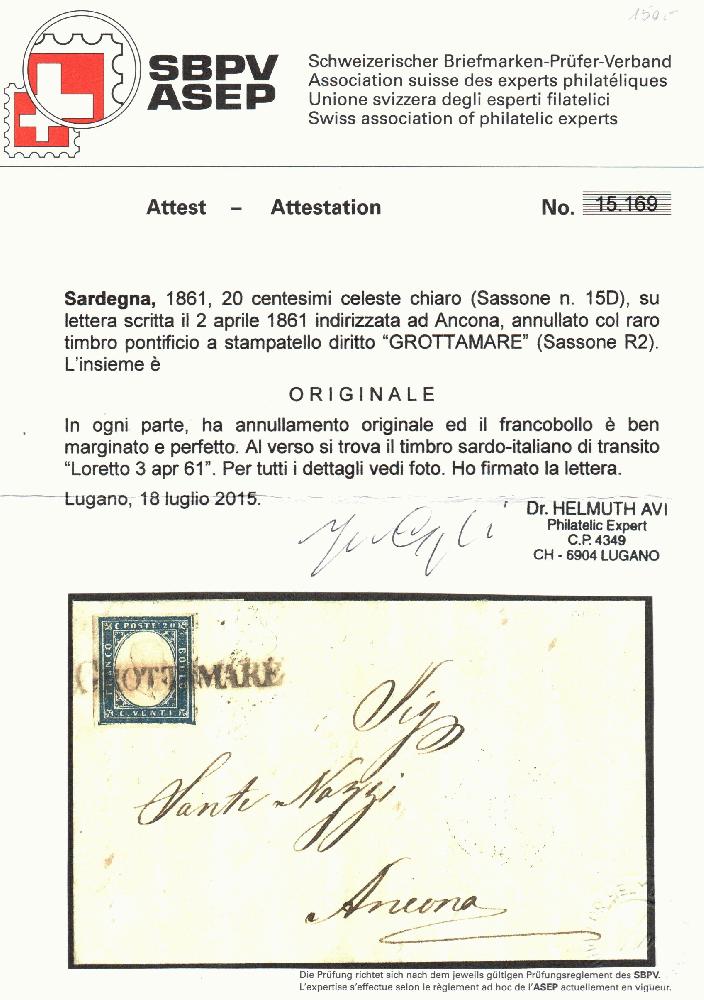 150.-
SBPV
ASEP
Schweizerischer Briefmarken-Prüfer-Verband
Association suisse des experts philatéliques
Unione svizzera degli esperti filatelici
Swiss association of philatelic experts
Attest – Attestation No. 15.169
Sardegna, 1861, 20 centesimi celeste chiaro (Sassone n. 15D), su
lettera scritta il 2 aprile 1861 indirizzata ad Ancona, annullato col raro
timbro pontificio a stampatello diritto “GROTTAMARE” (Sassone R2).
L’insieme è
ORIGINALE
In ogni parte, ha annullamento originale ed il francobollo è ben
marginato e perfetto. Al verso si trova il timbro sardo-italiano di transito
“Loretto 3 apr 61”. Per tutti i dettagli vedi foto. Ho firmato la lettera.
Lugano, 18 luglio 2015.
Dr. HELMUTH AVI
Philatelic Expert
C.P. 4349
CH - 6904 LUGANO
C. POSTE 20
FRANCO
BOLLO
C. VENTI
GROTTAMARE
Sig
Sante Nazzi
Ancona
Die Prüfung richtet sich nach dem jeweils gültigen Prüfungsreglement des SBPV.
L'expertise s'effectue selon le règlement ad hoc de l'ASEP actuellement en vigueur.